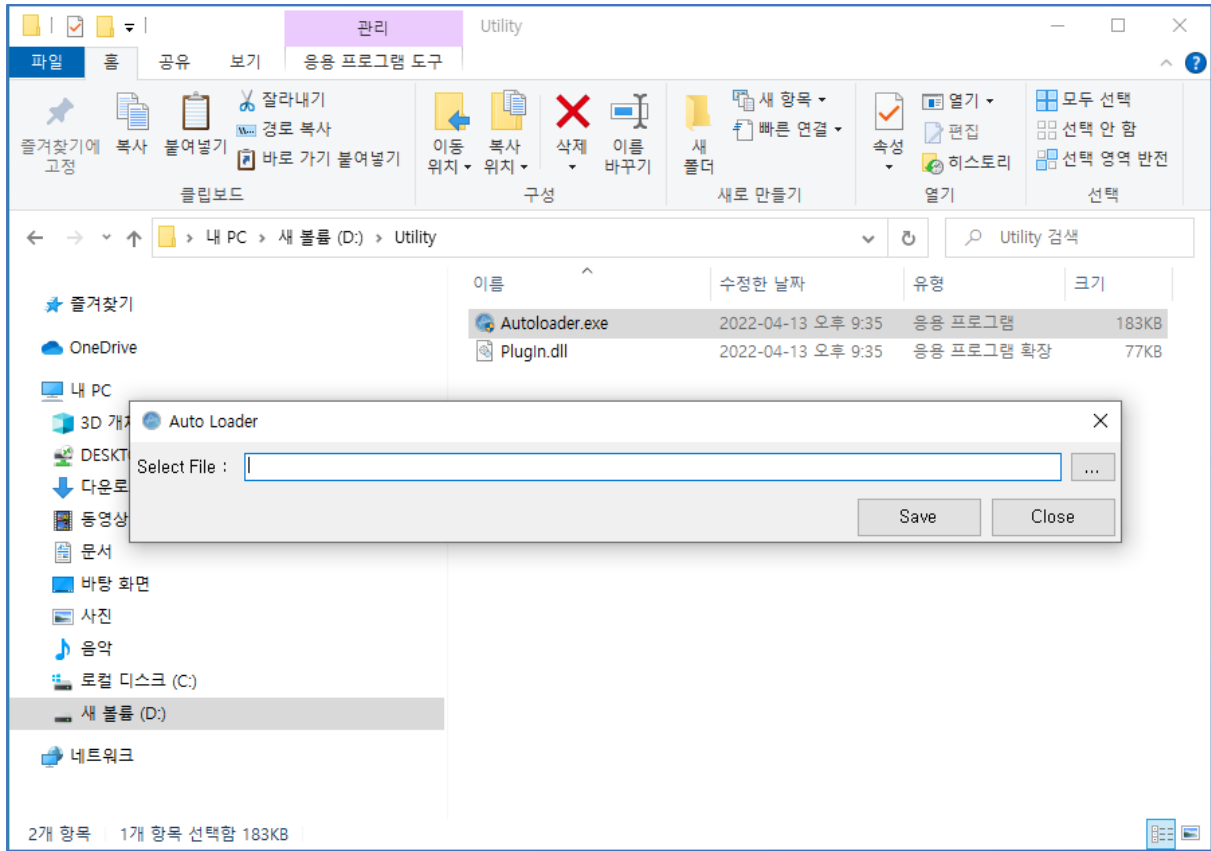 관리 Utility
파일 홈 공유 보기 응용 프로그램 도구
즐겨찾기에 고정
복사
붙여넣기
잘라내기
경로 복사
바로 가기 붙여넣기
클립보드
이동 위치
복사 위치
삭제
이름 바꾸기
구성
새 폴더
새 항목
빠른 연결
새로 만들기
속성
열기
편집
히스토리
열기
모두 선택
선택 안 함
선택 영역 반전
선택
내 PC › 새 볼륨 (D:) › Utility
Utility 검색
이름 수정한 날짜 유형 크기
Autoloader.exe 2022-04-13 오후 9:35 응용 프로그램 183KB
PlugIn.dll 2022-04-13 오후 9:35 응용 프로그램 확장 77KB
즐겨찾기
OneDrive
내 PC
3D
다운로
동영상
문서
바탕 화면
사진
음악
로컬 디스크 (C:)
새 볼륨 (D:)
네트워크
Auto Loader
Select File :
...
Save Close
2개 항목 1개 항목 선택함 183KB